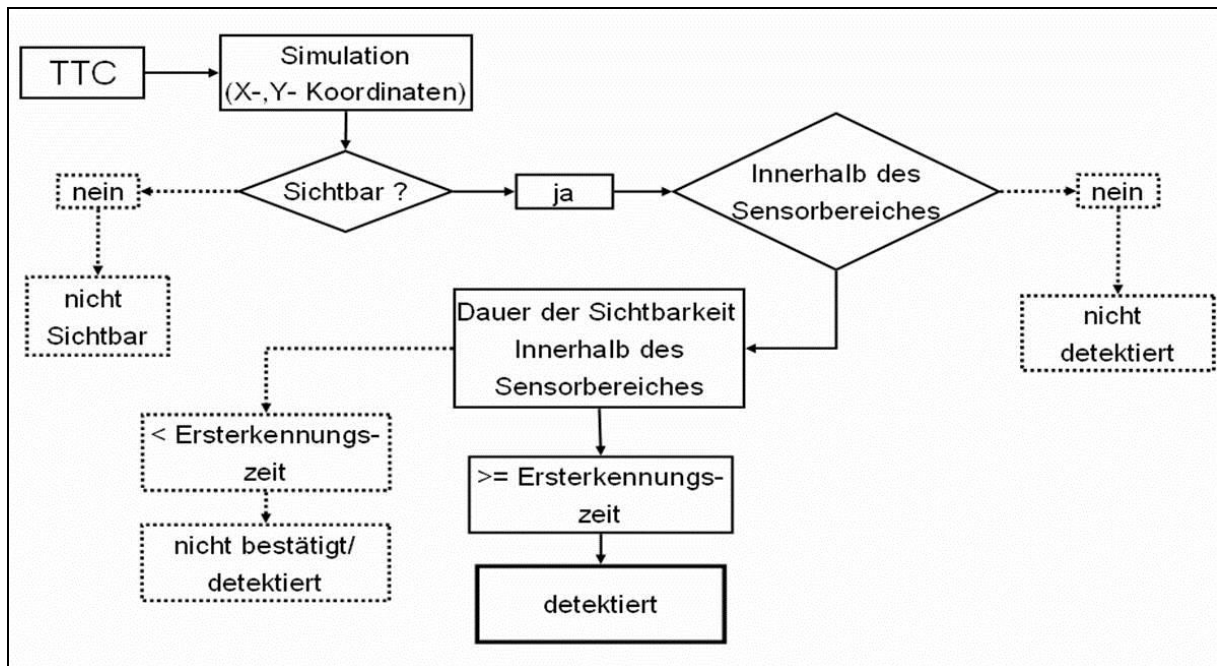 TTC
Simulation
(X-,Y- Koordinaten)
Sichtbar ?
ja
Innerhalb des
Sensorbereiches
nein
nicht
Sichtbar
nein
nicht
detektiert
Dauer der Sichtbarkeit
Innerhalb des
Sensorbereiches
< Ersterkennungs-
zeit
nicht bestätigt/
detektiert
>= Ersterkennungs-
zeit
detektiert